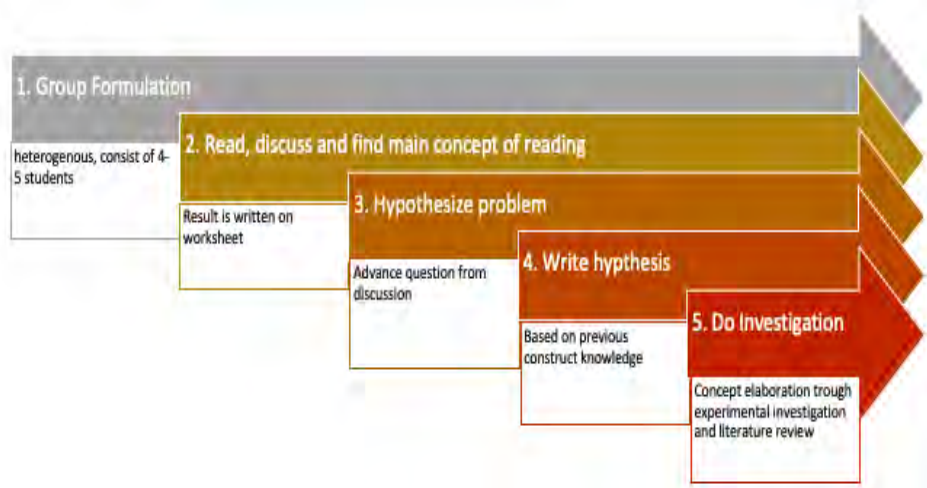 1. Group Formulation
heterogenous, consist of 4-
5 students
2. Read, discuss and find main concept of reading
Result is written on
worksheet
3. Hypothesize problem
Advance question from
discussion
4. Write hypthesis
Based on previous
construct knowledge
5. Do Investigation
Concept elaboration trough
experimental investigation
and literature review